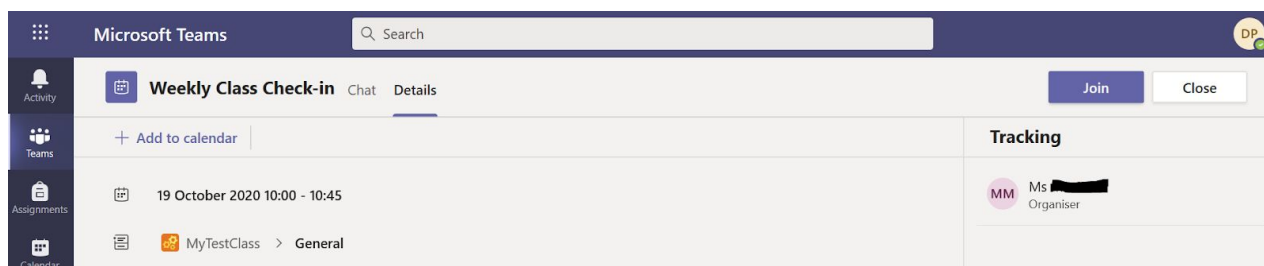 Microsoft Teams
Search
DP
Activity
Weekly Class Check-in Chat Details
Join
Close
Teams
+ Add to calendar
Tracking
Assignments
19 October 2020 10:00 - 10:45
MM
Ms
Organiser
MyTestClass > General
Calendar